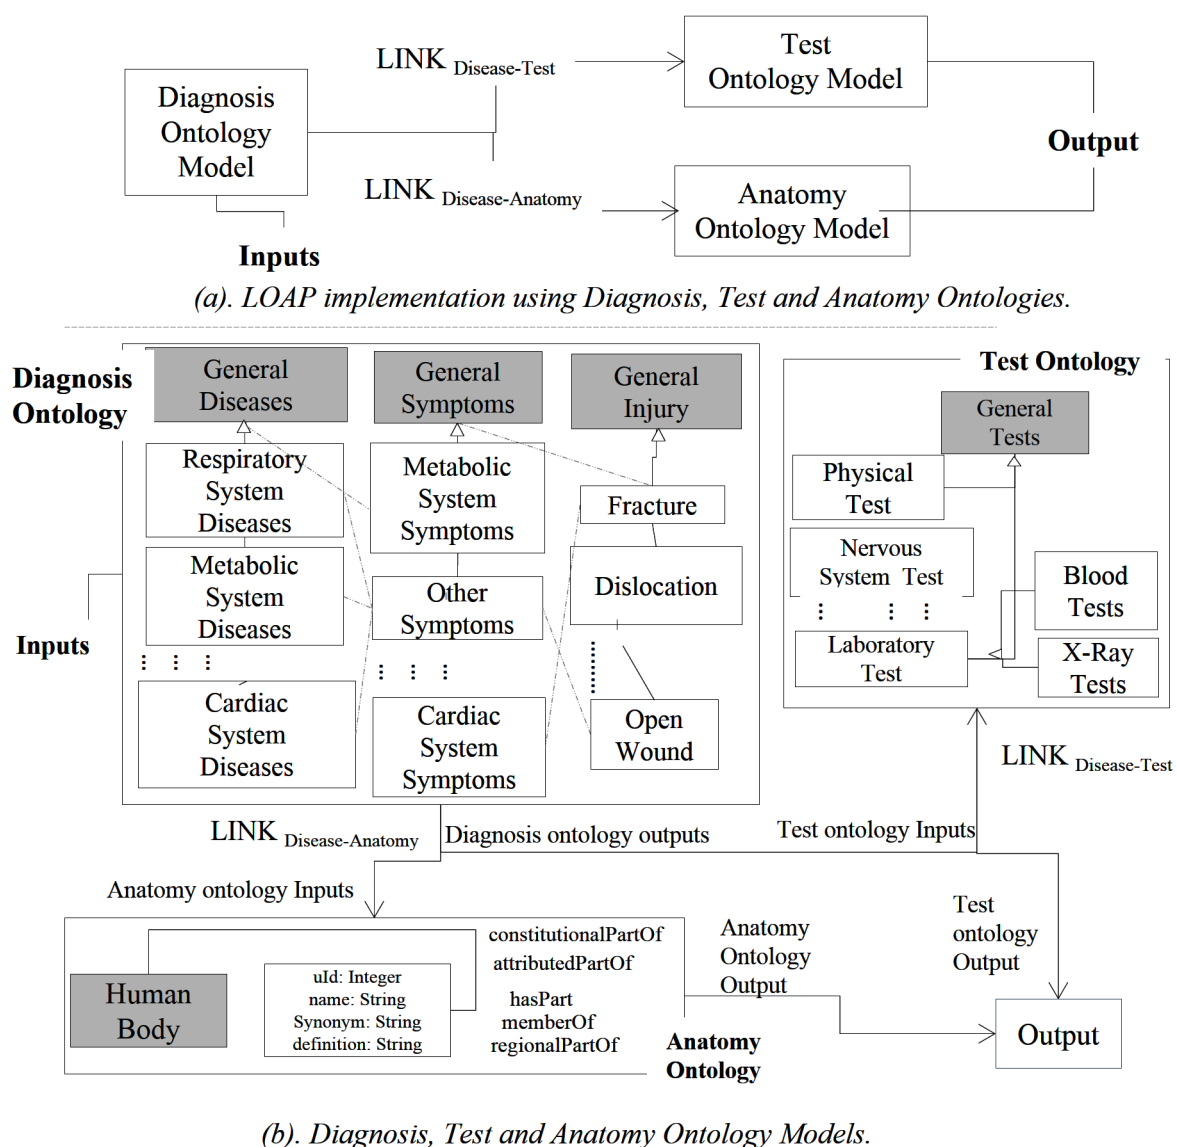 Diagnosis
Ontology
Model
LINK Disease-Test
Test
Ontology Model
LINK Disease-Anatomy
Anatomy
Ontology Model
Output
Inputs
(a). LOAP implementation using Diagnosis, Test and Anatomy Ontologies.
Diagnosis
Ontology
General
Diseases
General
Symptoms
General
Injury
Respiratory
System
Diseases
Metabolic
System
Symptoms
Fracture
Metabolic
System
Diseases
Other
Symptoms
Dislocation
Cardiac
System
Diseases
Cardiac
System
Symptoms
Open
Wound
Inputs
Test Ontology
General
Tests
Physical
Test
Nervous
System Test
Laboratory
Test
Blood
Tests
X-Ray
Tests
LINK Disease-Test
LINK Disease-Anatomy
Diagnosis ontology outputs
Test ontology Inputs
Anatomy ontology Inputs
Human
Body
uId: Integer
name: String
Synonym: String
definition: String
constitutionalPartOf
attributedPartOf
hasPart
memberOf
regionalPartOf
Anatomy
Ontology
Anatomy
Ontology
Output
Test
ontology
Output
Output
(b). Diagnosis, Test and Anatomy Ontology Models.